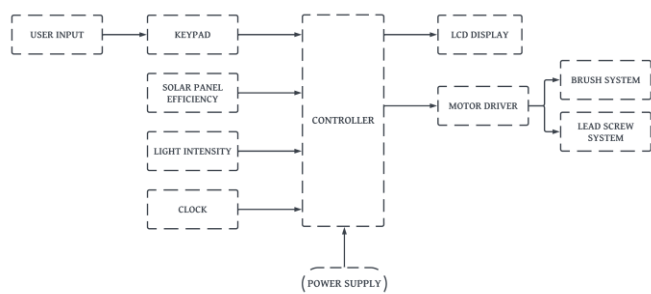 USER INPUT
KEYPAD
LCD DISPLAY
SOLAR PANEL
EFFICIENCY
BRUSH SYSTEM
MOTOR DRIVER
CONTROLLER
LEAD SCREW
SYSTEM
LIGHT INTENSITY
CLOCK
POWER SUPPLY